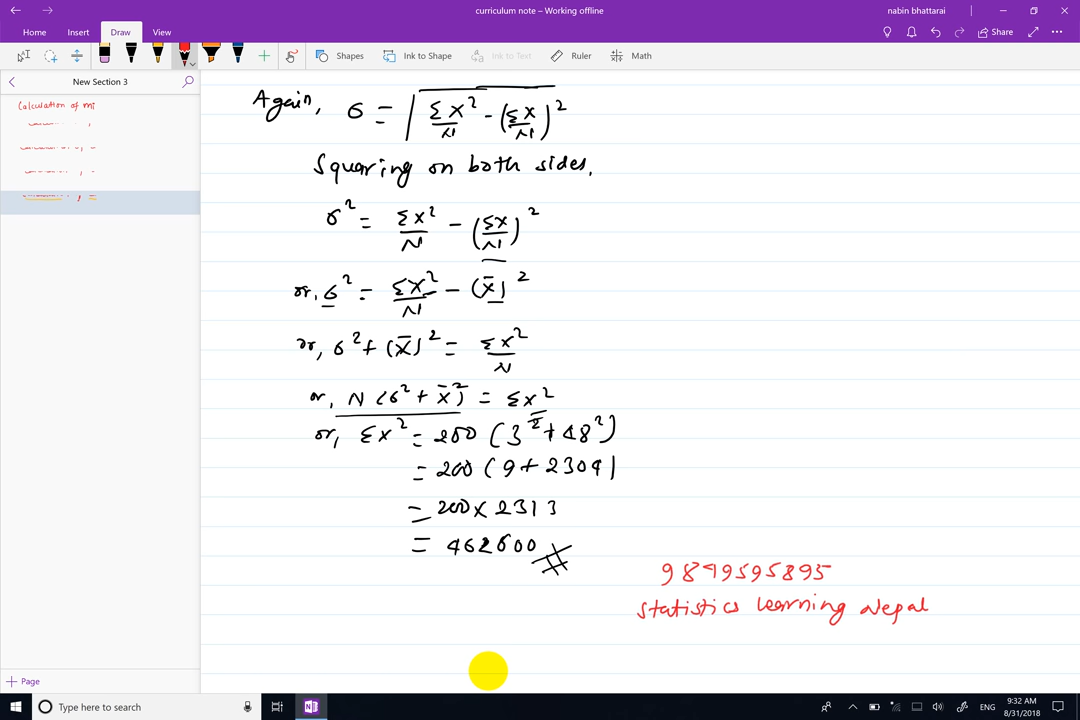 curriculum note – Working offline
nabin bhattarai
Home Insert Draw View
Share
Shapes Ink to Shape Ink to Text Ruler Math
New Section 3
Calculation of mi
Again, σ = √ΣX²/N - (ΣX/N)²
Squaring on both sides,
σ² = ΣX²/N - (ΣX/N)²
or, σ² = ΣX²/N - (X̄)²
or, σ² + (X̄)² = ΣX²/N
or, N (σ² + X̄²) = ΣX²
or, ΣX² = 200 (3² + 48²)
= 200 (9 + 2304)
= 200 × 2313
= 462600
9849595895
Statistics learning Nepal
+ Page
Type here to search
ENG
9:32 AM
8/31/2018